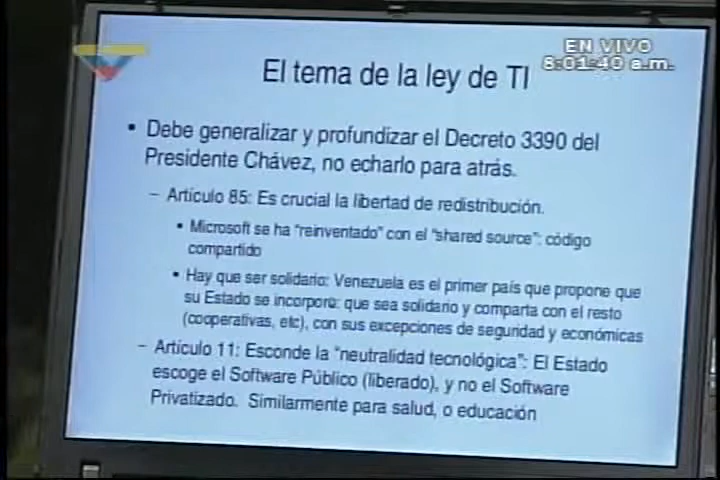 EN VIVO
8:01:40 a.m.
El tema de la ley de TI
• Debe generalizar y profundizar el Decreto 3390 del
Presidente Chávez, no echarlo para atrás.
– Artículo 85: Es crucial la libertad de redistribución.
• Microsoft se ha "reinventado" con el "shared source": código
compartido
• Hay que ser solidario: Venezuela es el primer país que propone que
su Estado se incorporo: que sea solidario y comparta con el resto
(cooperativas, etc), con sus excepciones de seguridad y económicas
– Artículo 11: Esconde la "neutralidad tecnológica": El Estado
escoge el Software Público (liberado), y no el Software
Privatizado. Similarmente para salud, o educación